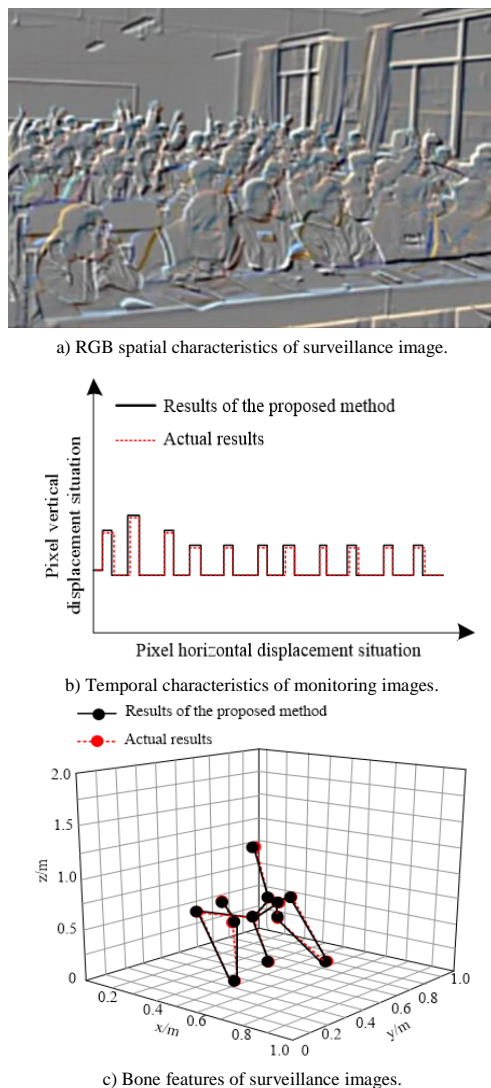 a) RGB spatial characteristics of surveillance image.
Results of the proposed method
Actual results
Pixel vertical
displacement situation
Pixel horizontal displacement situation
b) Temporal characteristics of monitoring images.
Results of the proposed method
Actual results
2.0
1.5
1.0
0.5
0
z/m
0.2
0.4
0.6
0.8
1.0
x/m
0
0.2
0.4
0.6
0.8
1.0
y/m
c) Bone features of surveillance images.